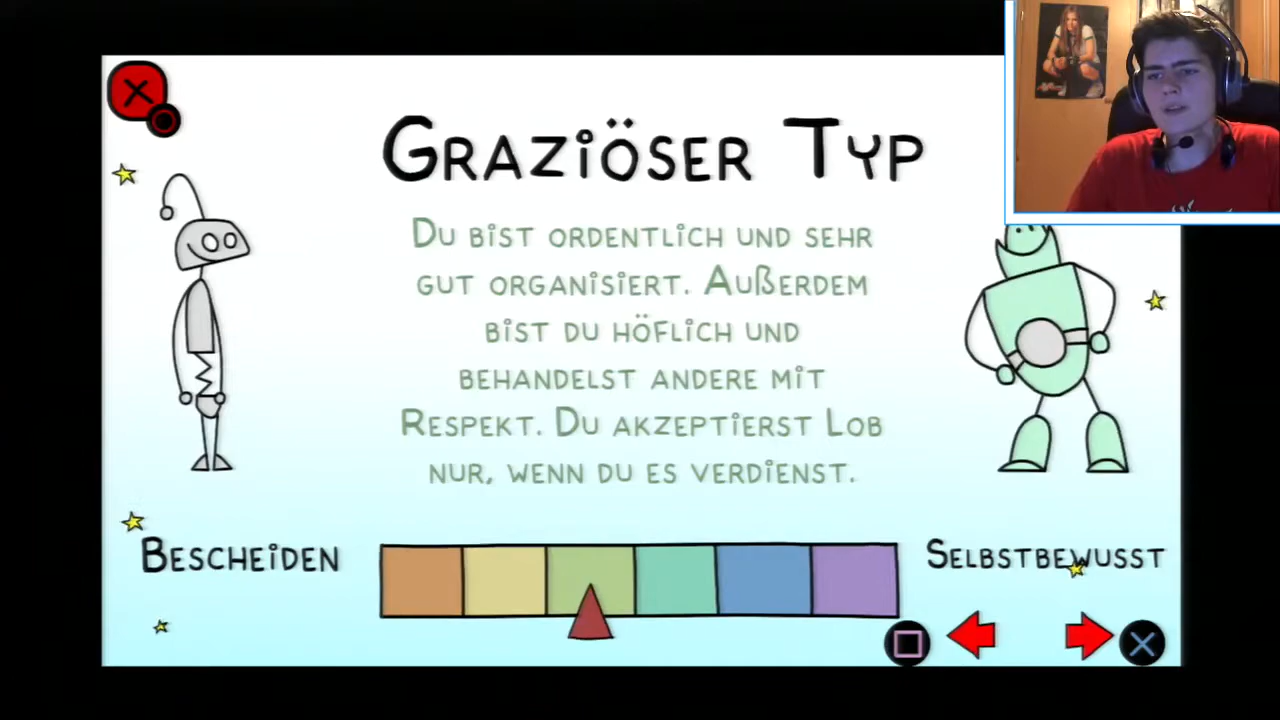 Graziöser Typ
Du bist ordentlich und sehr
gut organisiert. Außerdem
bist du höflich und
behandelst andere mit
Respekt. Du akzeptierst Lob
nur, wenn du es verdienst.
Bescheiden
Selbstbewusst